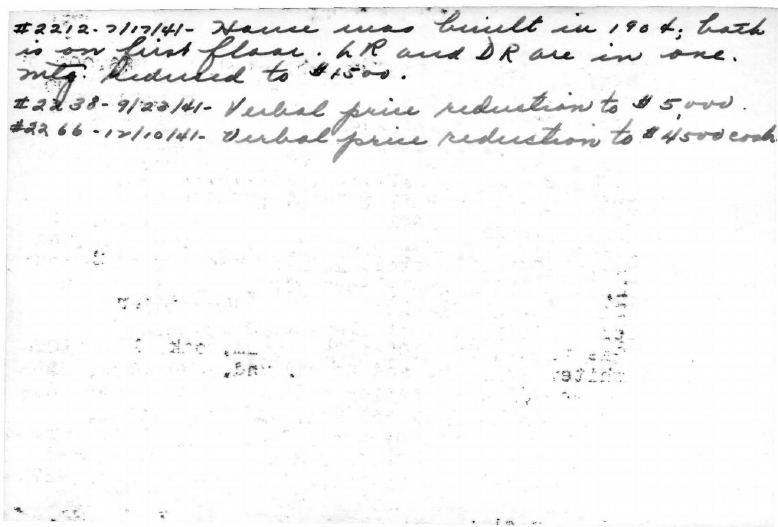 #2212-7/17/41- House was built in 1904; bath
is on first floor. LR and DR are in one.
Mtg. reduced to $1500.
#2238-9/23/41- Verbal price reduction to $5,000.
#2266-12/10/41- Verbal price reduction to $4500 cash.